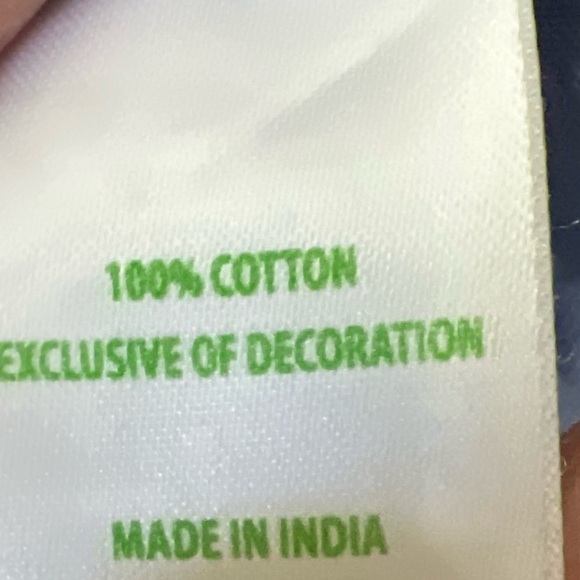 100% COTTON
EXCLUSIVE OF DECORATION
MADE IN INDIA